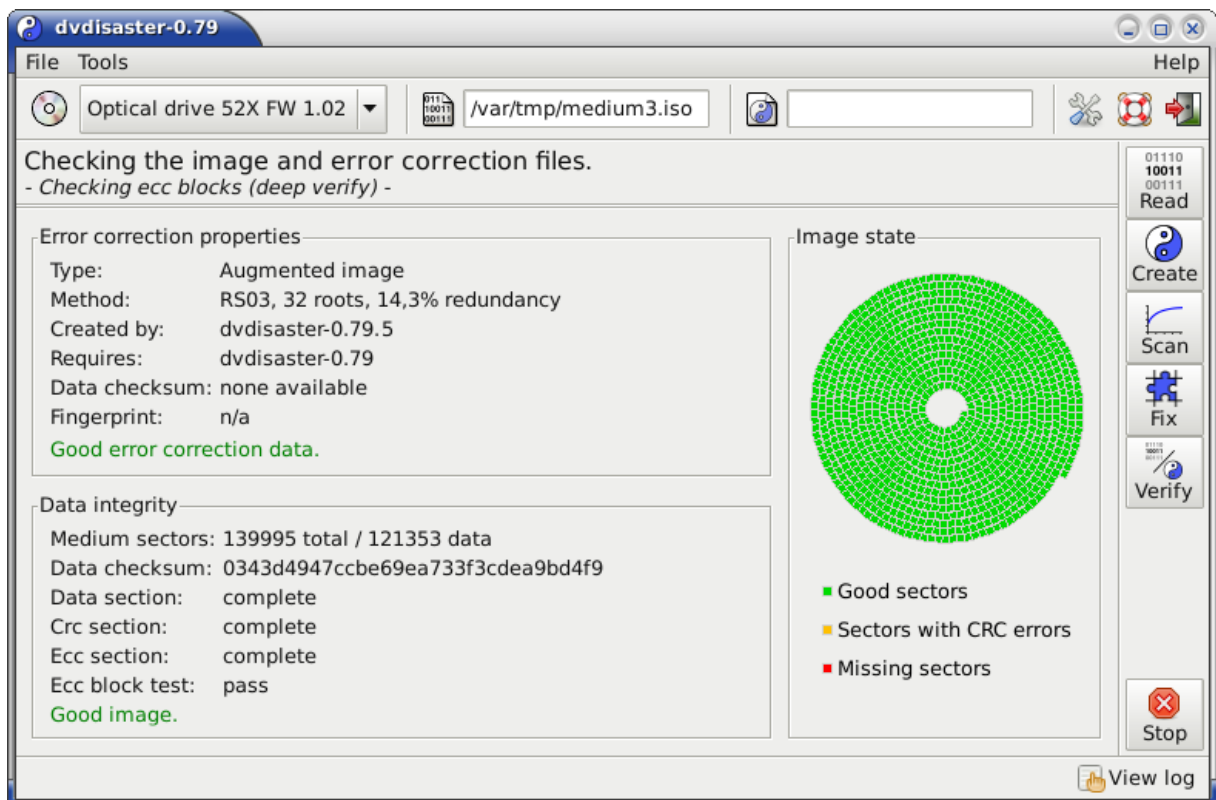 dvdisaster-0.79
File Tools Help
Optical drive 52X FW 1.02 /var/tmp/medium3.iso
Checking the image and error correction files.
- Checking ecc blocks (deep verify) -
Error correction properties
Type: Augmented image
Method: RS03, 32 roots, 14,3% redundancy
Created by: dvdisaster-0.79.5
Requires: dvdisaster-0.79
Data checksum: none available
Fingerprint: n/a
Good error correction data.
Data integrity
Medium sectors: 139995 total / 121353 data
Data checksum: 0343d4947ccbe69ea733f3cdea9bd4f9
Data section: complete
Crc section: complete
Ecc section: complete
Ecc block test: pass
Good image.
Image state
Good sectors
Sectors with CRC errors
Missing sectors
01110
10011
00111
Read
Create
Scan
Fix
Verify
Stop
View log